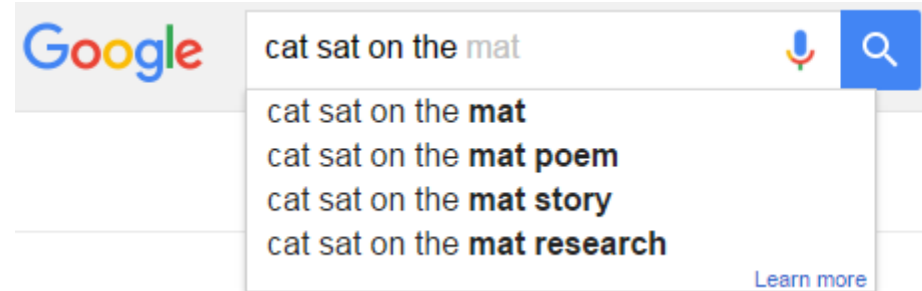 Google cat sat on the mat
cat sat on the mat
cat sat on the mat poem
cat sat on the mat story
cat sat on the mat research
Learn more